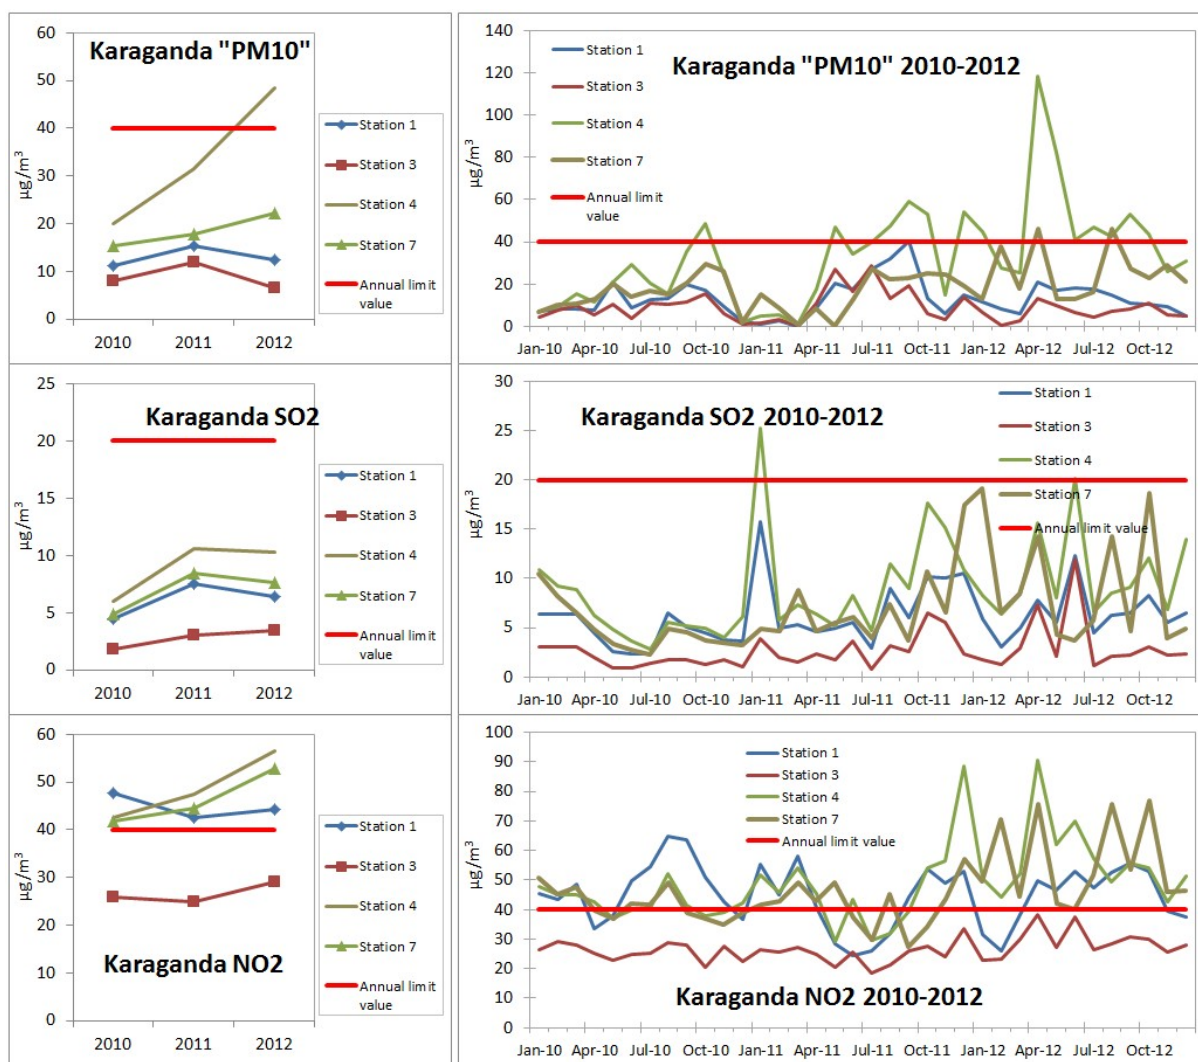 Karaganda "PM10"
60
50
40
30
20
10
0
µg/m³
2010 2011 2012
Station 1
Station 3
Station 4
Station 7
Annual limit
value
Karaganda "PM10" 2010-2012
140
120
100
80
60
40
20
0
µg/m³
Station 1
Station 3
Station 4
Station 7
Annual limit
value
Jan-10 Apr-10 Jul-10 Oct-10 Jan-11 Apr-11 Jul-11 Oct-11 Jan-12 Apr-12 Jul-12 Oct-12
Karaganda SO2
25
20
15
10
5
0
µg/m³
2010 2011 2012
Station 1
Station 3
Station 4
Station 7
Annual limit
value
Karaganda SO2 2010-2012
30
25
20
15
10
5
0
µg/m³
Station 1
Station 3
Station 4
Station 7
Annual limit value
Jan-10 Apr-10 Jul-10 Oct-10 Jan-11 Apr-11 Jul-11 Oct-11 Jan-12 Apr-12 Jul-12 Oct-12
60
50
40
30
20
10
0
µg/m³
Karaganda NO2
2010 2011 2012
Station 1
Station 3
Station 4
Station 7
Annual limit
value
100
90
80
70
60
50
40
30
20
10
0
µg/m³
Station 1
Station 3
Station 4
Station 7
Annual limit value
Karaganda NO2 2010-2012
Jan-10 Apr-10 Jul-10 Oct-10 Jan-11 Apr-11 Jul-11 Oct-11 Jan-12 Apr-12 Jul-12 Oct-12